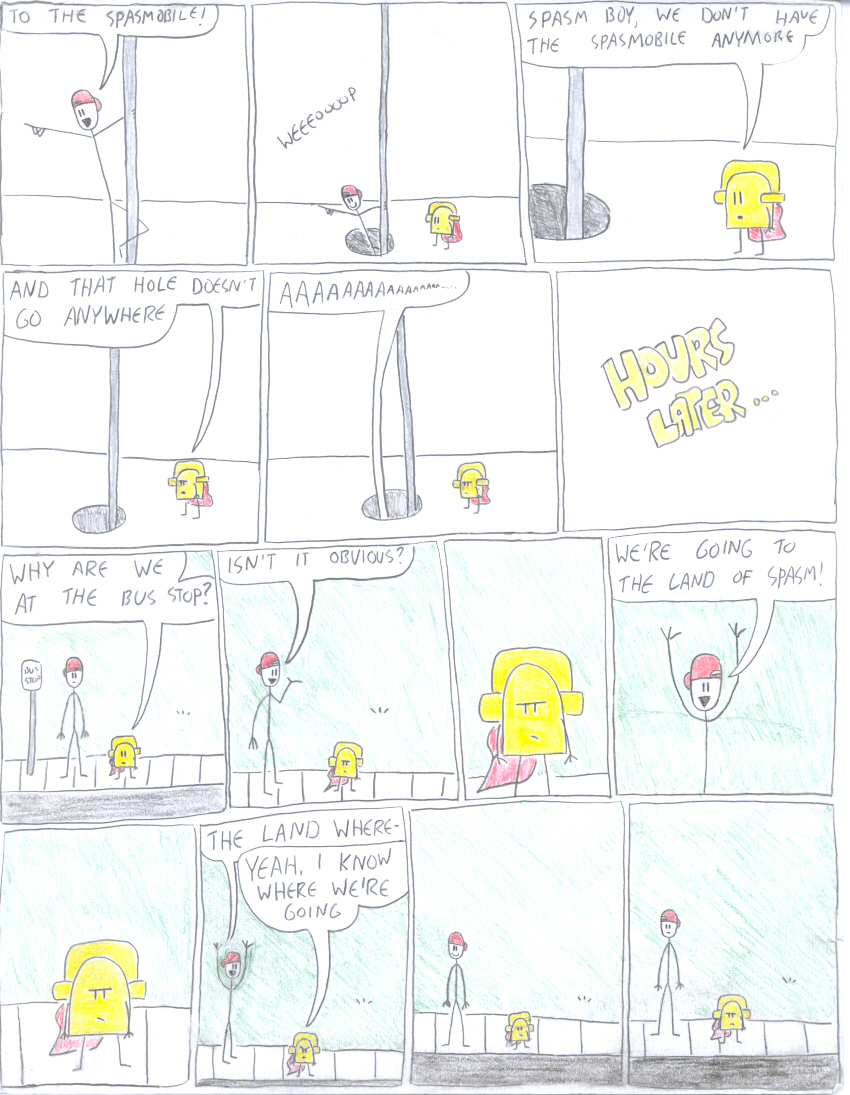 TO THE SPASMOBILE!
WEEEOOOOP
SPASM BOY, WE DON'T HAVE
THE SPASMOBILE ANYMORE
AND THAT HOLE DOESN'T
GO ANYWHERE
AAAAAAAAAAAAAAAAAA....
HOURS
LATER...
WHY ARE WE
AT THE BUS STOP?
BUS
STOP
ISN'T IT OBVIOUS?
WE'RE GOING TO
THE LAND OF SPASM!
THE LAND WHERE-
YEAH, I KNOW
WHERE WE'RE
GOING